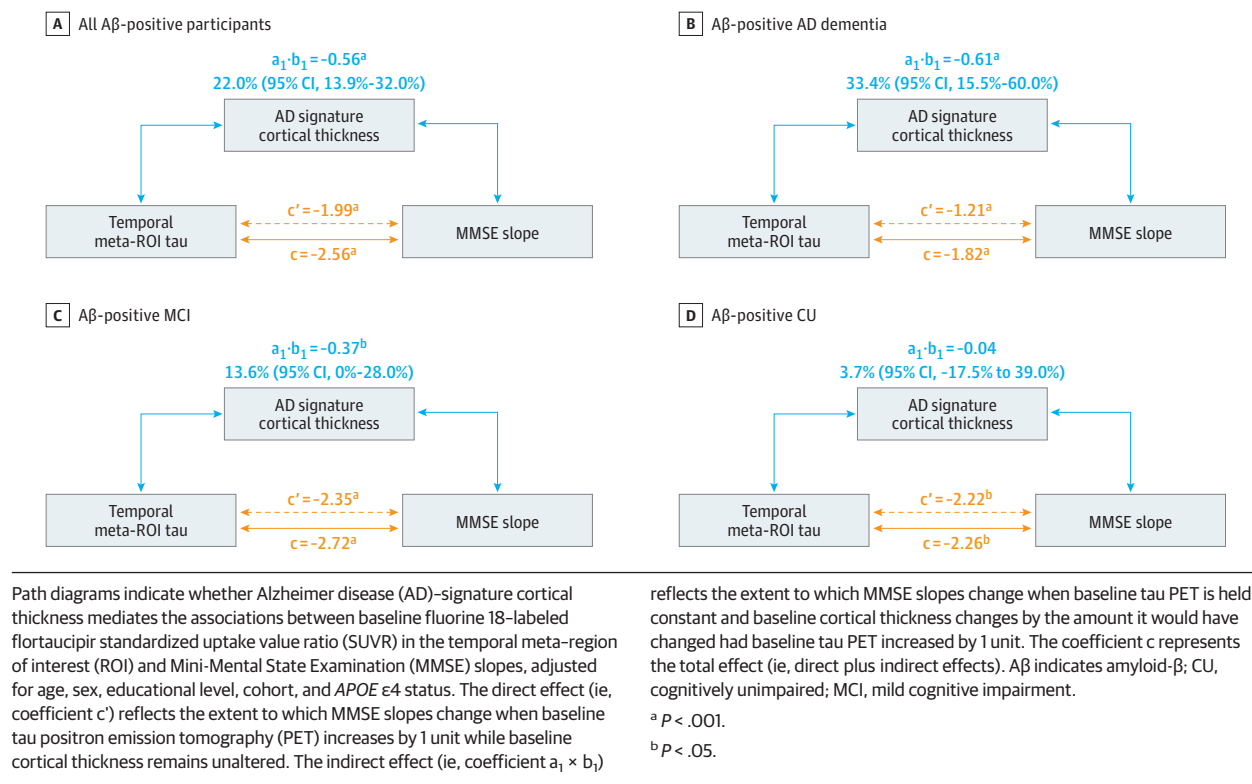 A All Aβ-positive participants
a₁·b₁ = –0.56ᵃ
22.0% (95% CI, 13.9%-32.0%)
AD signature
cortical thickness
Temporal
meta-ROI tau
c' = –1.99ᵃ
c = –2.56ᵃ
MMSE slope
B Aβ-positive AD dementia
a₁·b₁ = –0.61ᵃ
33.4% (95% CI, 15.5%-60.0%)
AD signature
cortical thickness
Temporal
meta-ROI tau
c' = –1.21ᵃ
c = –1.82ᵃ
MMSE slope
C Aβ-positive MCI
a₁·b₁ = –0.37ᵇ
13.6% (95% CI, 0%-28.0%)
AD signature
cortical thickness
Temporal
meta-ROI tau
c' = –2.35ᵃ
c = –2.72ᵃ
MMSE slope
D Aβ-positive CU
a₁·b₁ = –0.04
3.7% (95% CI, –17.5% to 39.0%)
AD signature
cortical thickness
Temporal
meta-ROI tau
c' = –2.22ᵇ
c = –2.26ᵇ
MMSE slope
Path diagrams indicate whether Alzheimer disease (AD)–signature cortical
thickness mediates the associations between baseline fluorine 18–labeled
flortaucipir standardized uptake value ratio (SUVR) in the temporal meta–region
of interest (ROI) and Mini-Mental State Examination (MMSE) slopes, adjusted
for age, sex, educational level, cohort, and APOE ε4 status. The direct effect (ie,
coefficient c') reflects the extent to which MMSE slopes change when baseline
tau positron emission tomography (PET) increases by 1 unit while baseline
cortical thickness remains unaltered. The indirect effect (ie, coefficient a₁ × b₁)
reflects the extent to which MMSE slopes change when baseline tau PET is held
constant and baseline cortical thickness changes by the amount it would have
changed had baseline tau PET increased by 1 unit. The coefficient c represents
the total effect (ie, direct plus indirect effects). Aβ indicates amyloid-β; CU,
cognitively unimpaired; MCI, mild cognitive impairment.
ᵃ P < .001.
ᵇ P < .05.